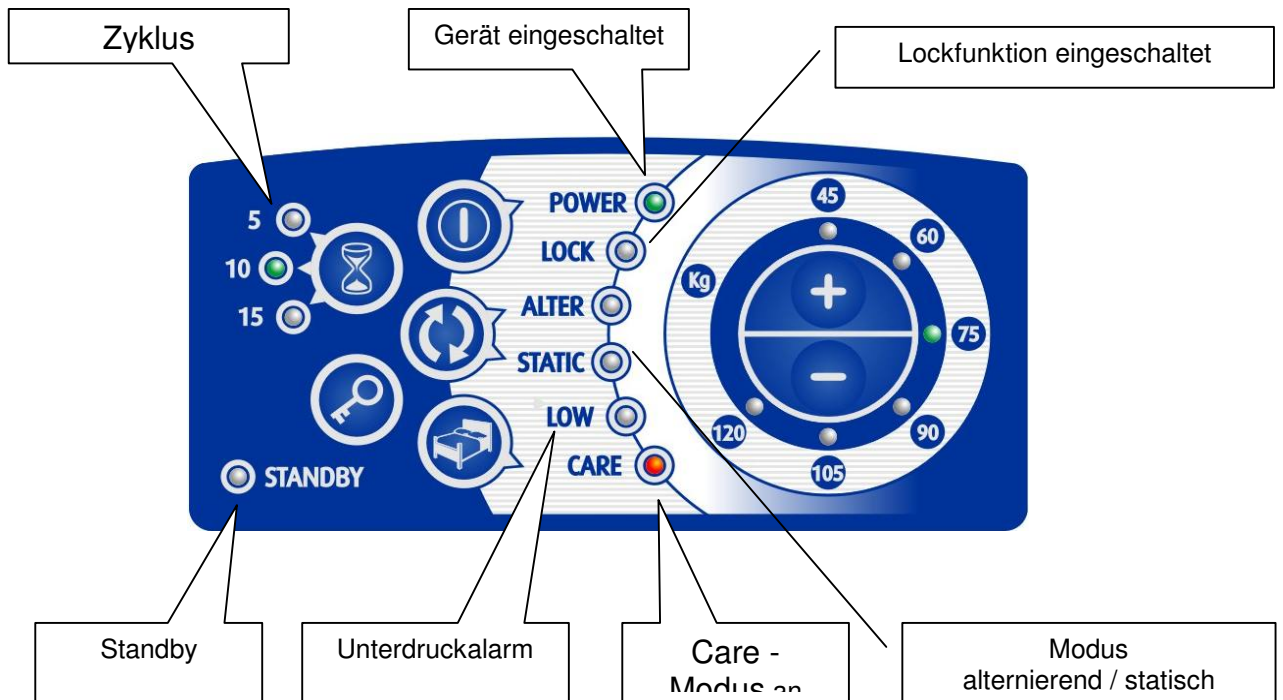 Zyklus
Gerät eingeschaltet
Lockfunktion eingeschaltet
5
10
15
STANDBY
POWER
LOCK
ALTER
STATIC
LOW
CARE
45
60
Kg
75
90
105
120
+
-
Standby
Unterdruckalarm
Care -
Modus an
Modus
alternierend / statisch